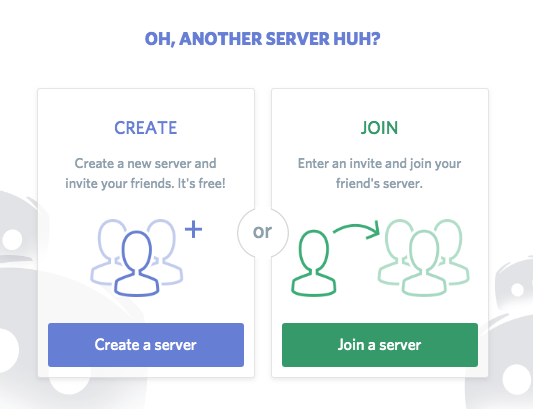 OH, ANOTHER SERVER HUH?
CREATE
Create a new server and
invite your friends. It's free!
Create a server
or
JOIN
Enter an invite and join your
friend's server.
Join a server